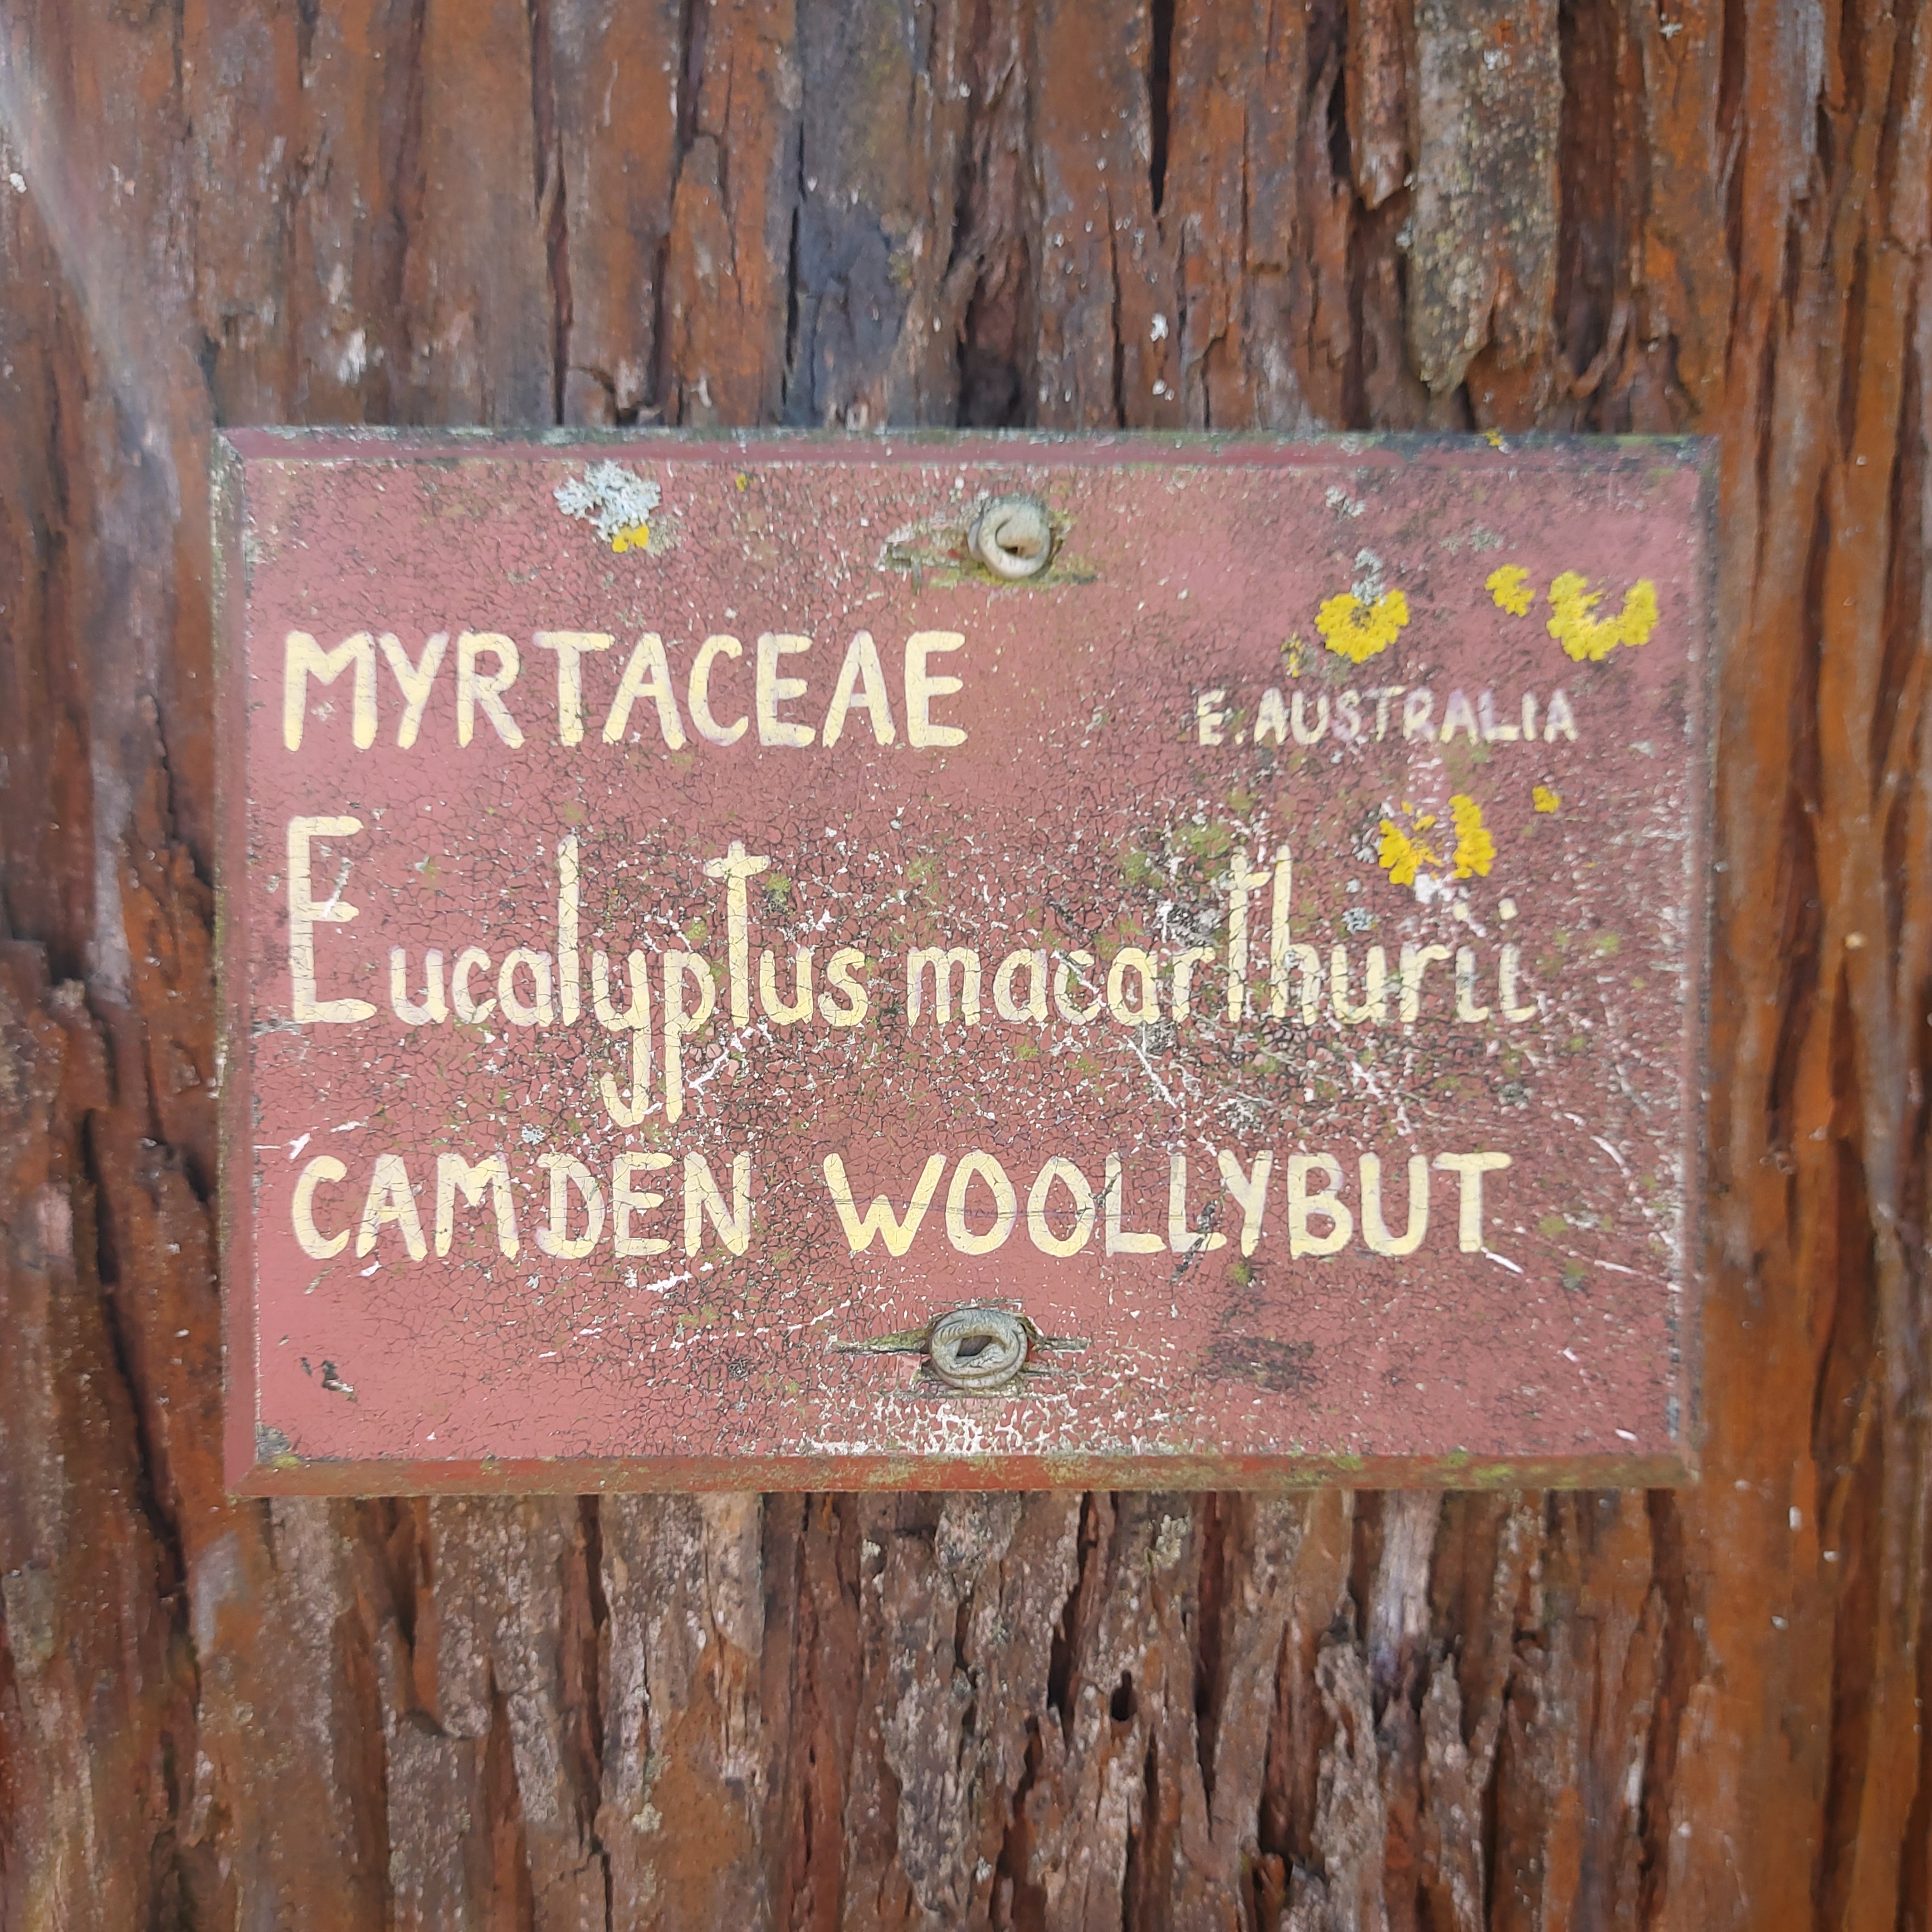 MYRTACEAE
E. AUSTRALIA
Eucalyptus macarthurii
CAMDEN WOOLLYBUT